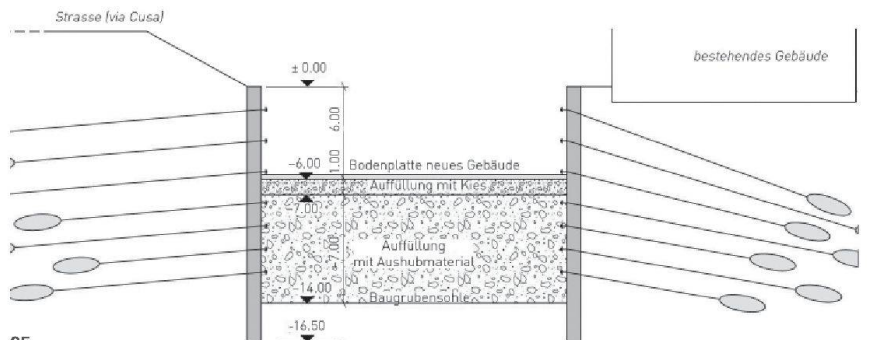 Strasse (via Cusa)
bestehendes Gebäude
± 0.00
6.00
Bodenplatte neues Gebäude
-6.00
1.00
Auffüllung mit Kies
-7.00
Auffüllung
mit Aushubmaterial
7.00
-14.00
Baugrubensohle
-16.50